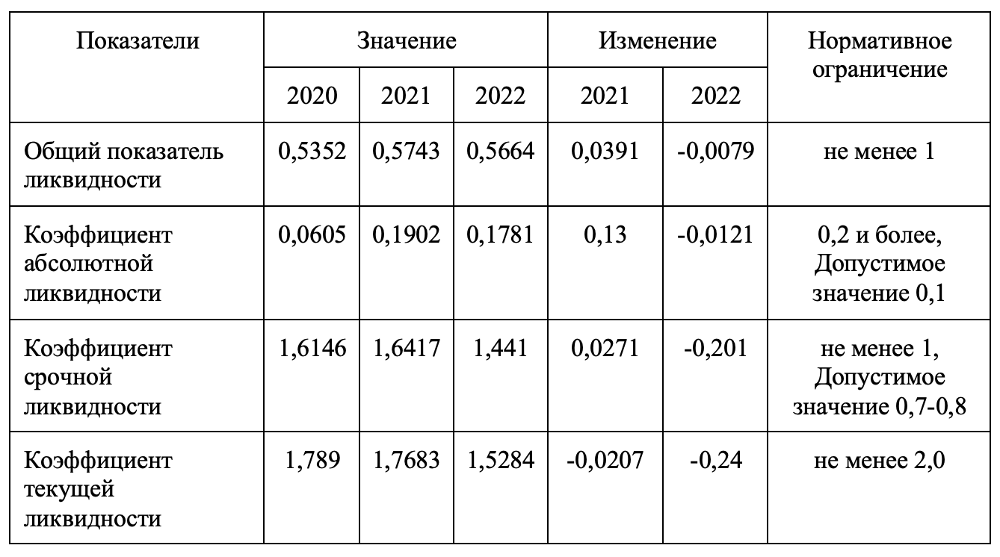 Показатели
Значение
Изменение
Нормативное
ограничение
2020
2021
2022
2021
2022
Общий показатель
ликвидности
0,5352
0,5743
0,5664
0,0391
-0,0079
не менее 1
Коэффициент
абсолютной
ликвидности
0,0605
0,1902
0,1781
0,13
-0,0121
0,2 и более,
Допустимое
значение 0,1
Коэффициент
срочной
ликвидности
1,6146
1,6417
1,441
0,0271
-0,201
не менее 1,
Допустимое
значение 0,7-0,8
Коэффициент
текущей
ликвидности
1,789
1,7683
1,5284
-0,0207
-0,24
не менее 2,0